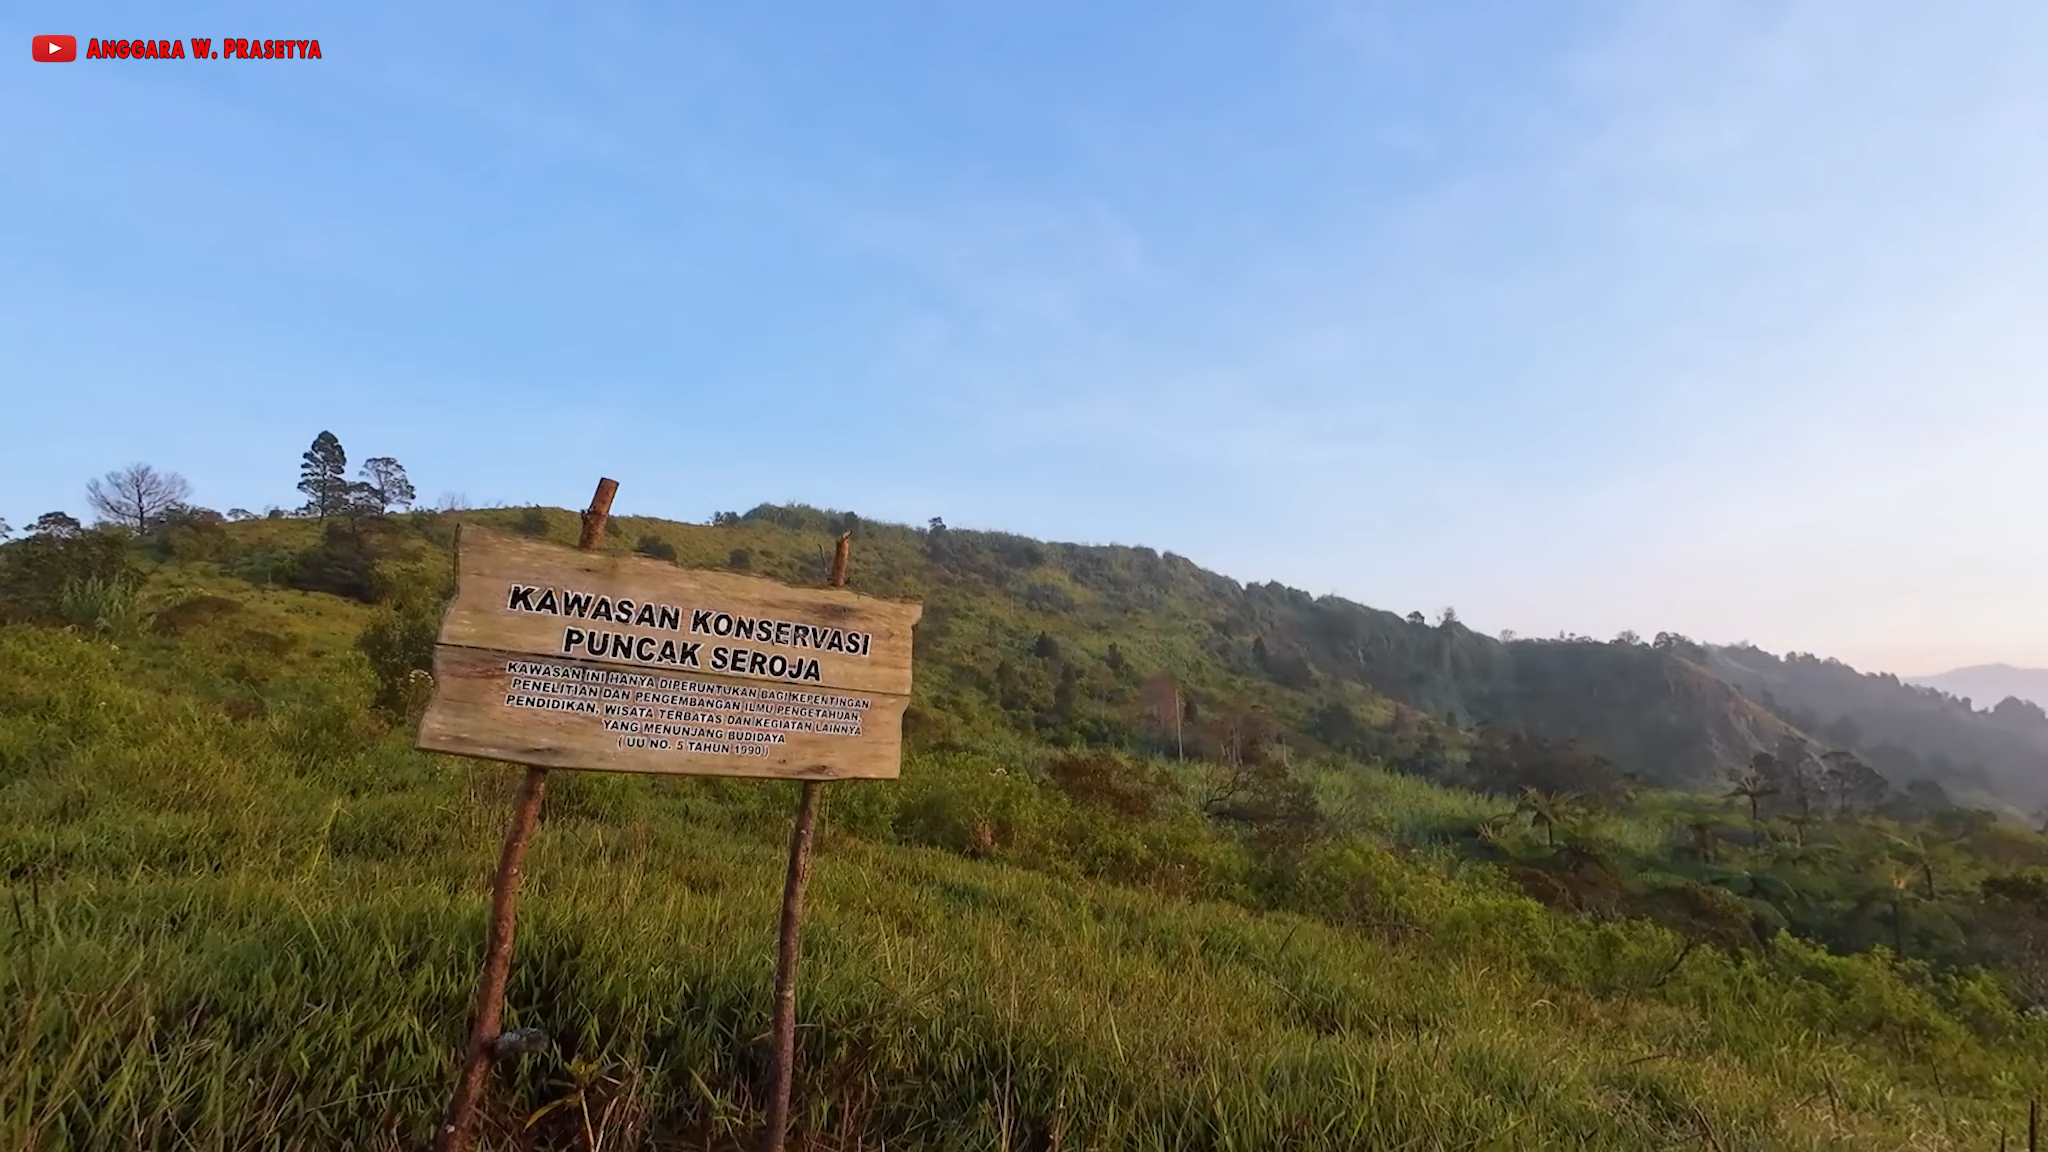 ANGGARA W. PRASETYA
KAWASAN KONSERVASI
PUNCAK SEROJA
KAWASAN INI HANYA DIPERUNTUKAN BAGI KEPENTINGAN
PENELITIAN DAN PENGEMBANGAN ILMU PENGETAHUAN,
PENDIDIKAN, WISATA TERBATAS DAN KEGIATAN LAINNYA
YANG MENUNJANG BUDIDAYA
( UU NO. 5 TAHUN 1990 )